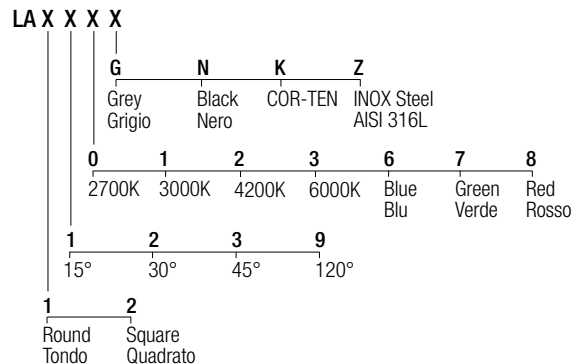 LA X X X X
G N K Z
Grey Black COR-TEN INOX Steel
Grigio Nero AISI 316L
0 1 2 3 6 7 8
2700K 3000K 4200K 6000K Blue Green Red
Blu Verde Rosso
1 2 3 9
15° 30° 45° 120°
1 2
Round Square
Tondo Quadrato